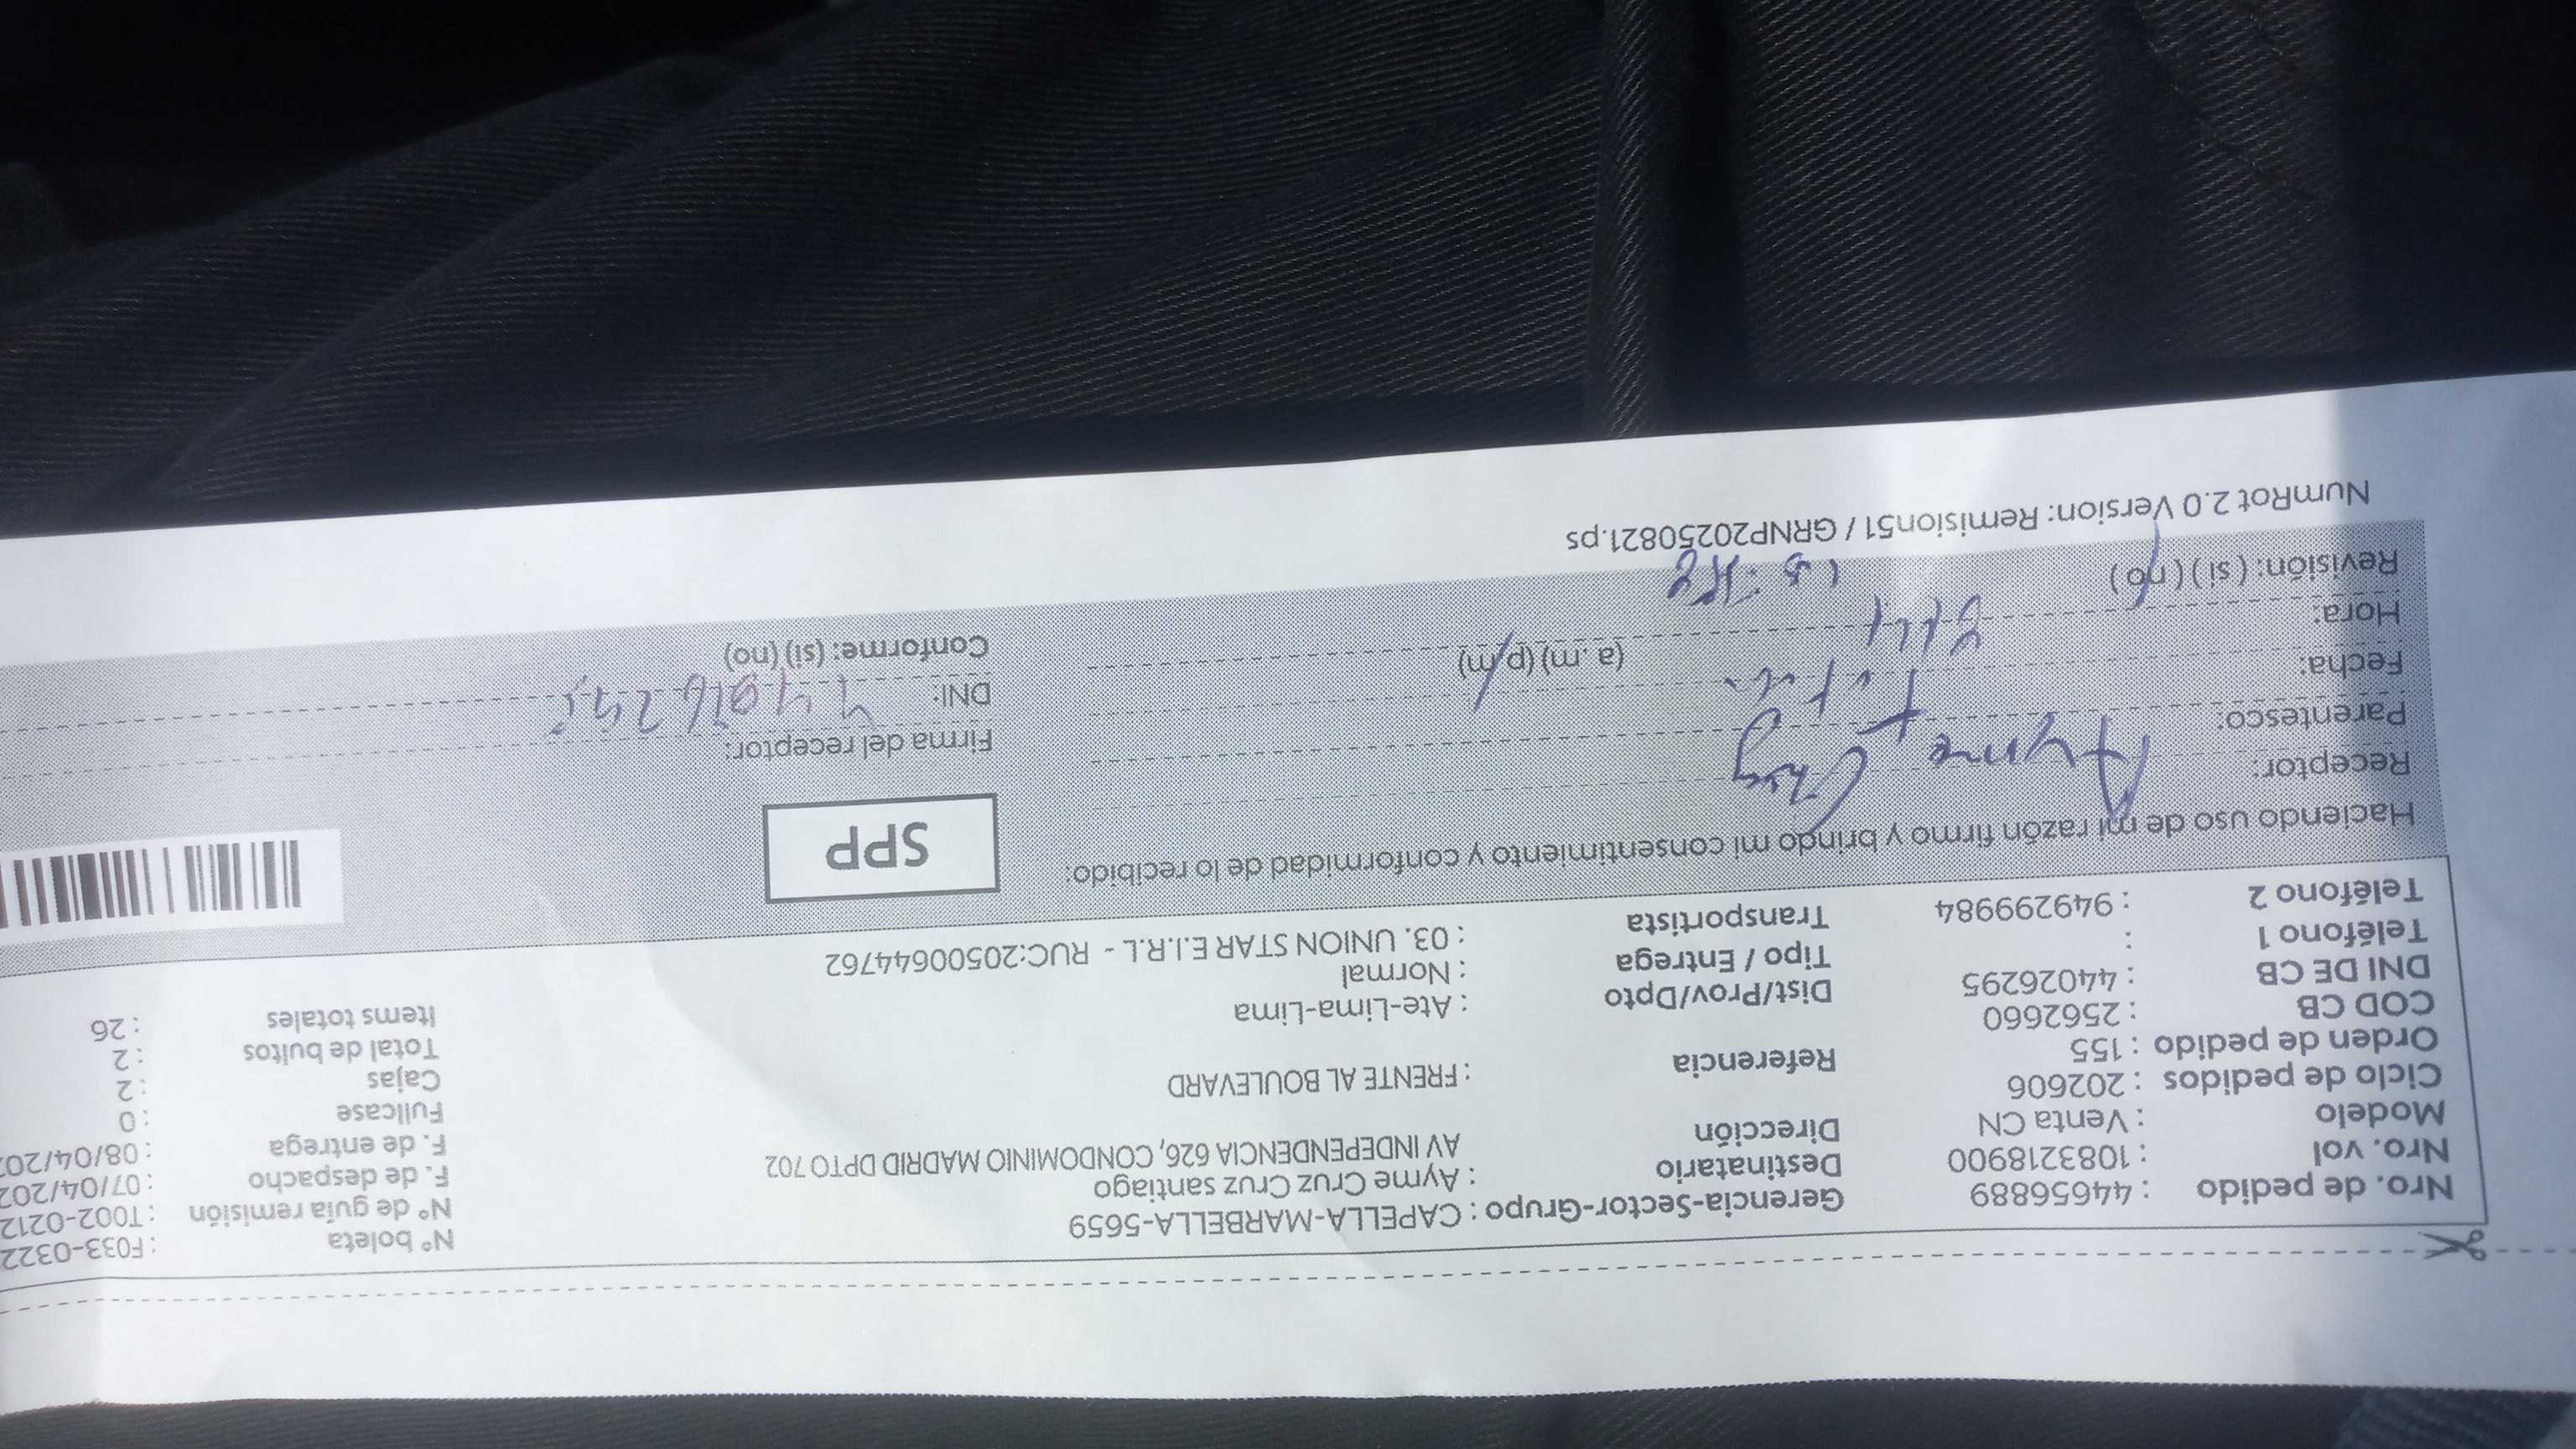 Nro. de pedido : 44656889
Nro. vol : 1083218900
Modelo : Venta CN
Ciclo de pedidos : 202606
Orden de pedido : 155
COD CB : 2562660
DNI DE CB : 44026295
Teléfono 1 :
Teléfono 2 : 949299984
Gerencia-Sector-Grupo : CAPELLA-MARBELLA-5659
Destinatario : Ayme Cruz Cruz santiago
Dirección AV INDEPENDENCIA 626, CONDOMINIO MADRID DPTO 702
Referencia : FRENTE AL BOULEVARD
Dist/Prov/Dpto : Ate-Lima-Lima
Tipo / Entrega : Normal
Transportista : 03. UNION STAR E.I.R.L - RUC:20500644762
Nº boleta : F033-0322
Nº de guía remisión : T002-0212
F. de despacho : 07/04/202
F. de entrega : 08/04/202
Fullcase : 0
Cajas : 2
Total de bultos : 2
Items totales : 26
Haciendo uso de mi razón firmo y brindo mi consentimiento y conformidad de lo recibido:
SPP
Receptor: Ayme Cruz
Parentesco:
Fecha: 8/4
Hora: (a. m) (p/m)
Revisión: ( si ) ( no )
Firma del receptor:
DNI:
Conforme: (si) (no)
NumRot 2.0 Version: Remision51 / GRNP20250821.ps